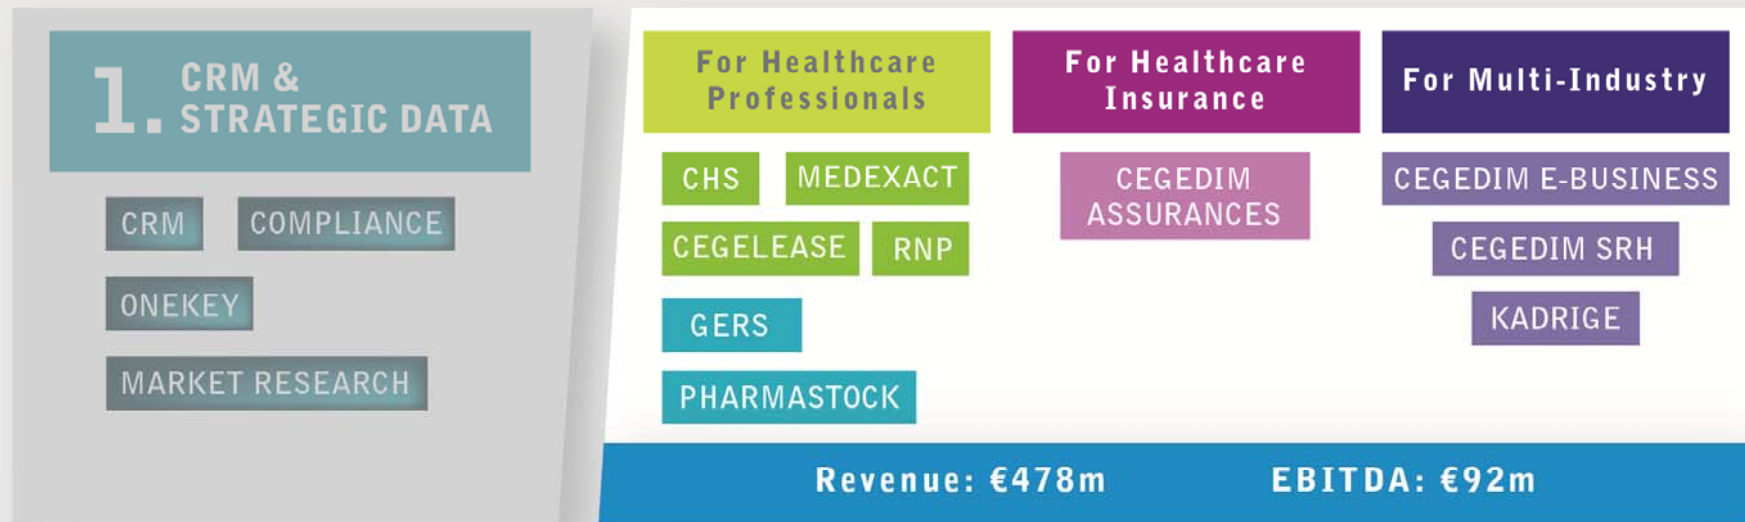 1. CRM &
STRATEGIC DATA
CRM
COMPLIANCE
ONEKEY
MARKET RESEARCH
For Healthcare
Professionals
CHS
MEDEXACT
CEGELEASE
RNP
GERS
PHARMASTOCK
For Healthcare
Insurance
CEGEDIM
ASSURANCES
For Multi-Industry
CEGEDIM E-BUSINESS
CEGEDIM SRH
KADRIGE
Revenue: €478m
EBITDA: €92m